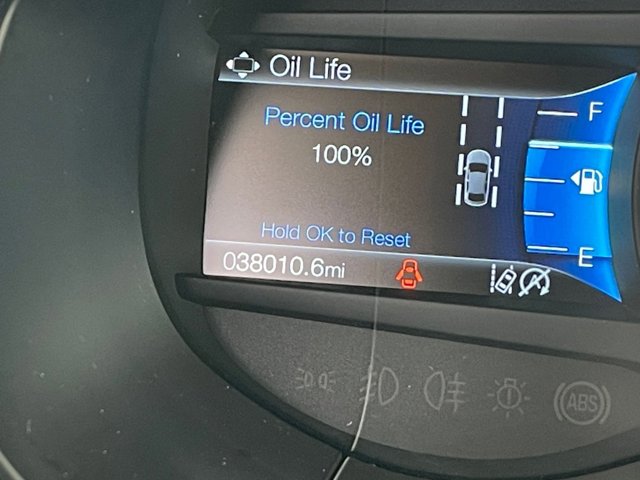 Oil Life
Percent Oil Life
100%
Hold OK to Reset
038010.6mi
F
E
A
ABS